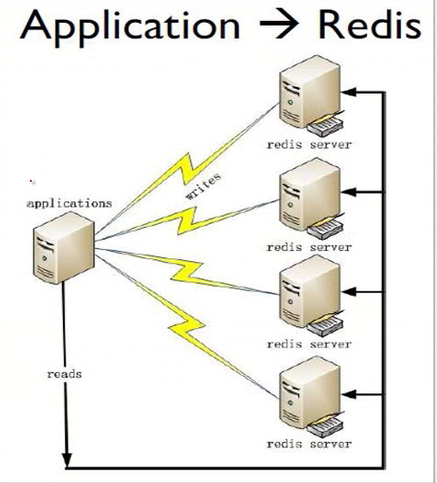 Application → Redis
redis server
writes
applications
redis server
redis server
reads
redis server